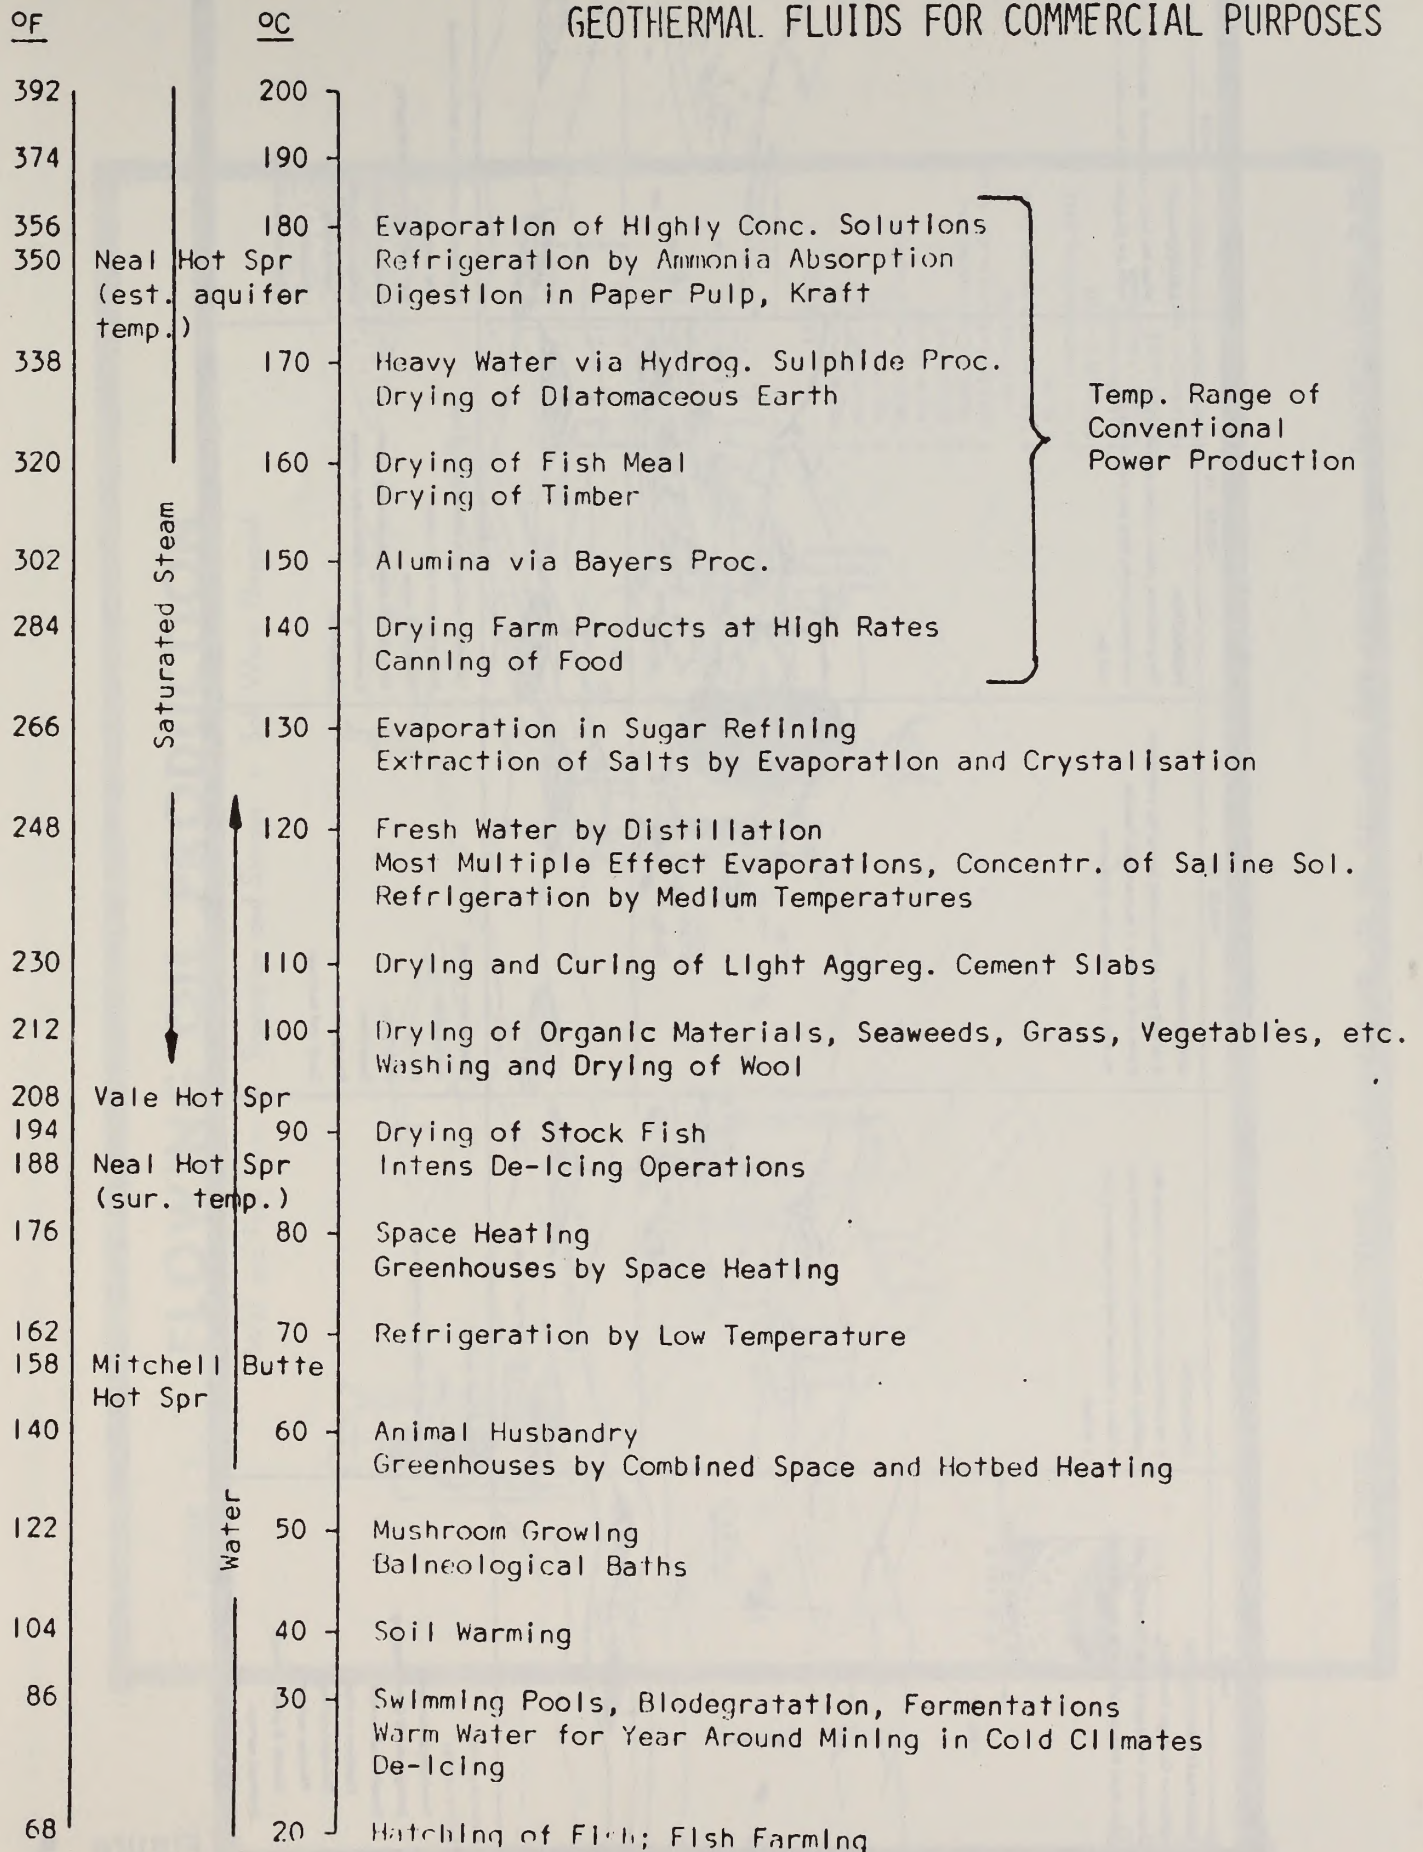 GEOTHERMAL FLUIDS FOR COMMERCIAL PURPOSES
°F °C
392 200
374 190
356 180 Evaporation of Highly Conc. Solutions
350 Neal Hot Spr Refrigeration by Ammonia Absorption
(est. aquifer Digestion in Paper Pulp, Kraft
temp.)
338 170 Heavy Water via Hydrog. Sulphide Proc.
Drying of Diatomaceous Earth
Temp. Range of
Conventional
Power Production
320 160 Drying of Fish Meal
Drying of Timber
Saturated Steam
302 150 Alumina via Bayers Proc.
284 140 Drying Farm Products at High Rates
Canning of Food
266 130 Evaporation in Sugar Refining
Extraction of Salts by Evaporation and Crystalisation
248 120 Fresh Water by Distillation
Most Multiple Effect Evaporations, Concentr. of Saline Sol.
Refrigeration by Medium Temperatures
230 110 Drying and Curing of Light Aggreg. Cement Slabs
212 100 Drying of Organic Materials, Seaweeds, Grass, Vegetables, etc.
Washing and Drying of Wool
208 Vale Hot Spr
194 90 Drying of Stock Fish
188 Neal Hot Spr Intens De-Icing Operations
(sur. temp.)
176 80 Space Heating
Greenhouses by Space Heating
162 70 Refrigeration by Low Temperature
158 Mitchell Butte
Hot Spr
140 60 Animal Husbandry
Greenhouses by Combined Space and Hotbed Heating
Water
122 50 Mushroom Growing
Balneological Baths
104 40 Soil Warming
86 30 Swimming Pools, Biodegratation, Fermentations
Warm Water for Year Around Mining in Cold Climates
De-Icing
68 20 Hatching of Fish; Fish Farming